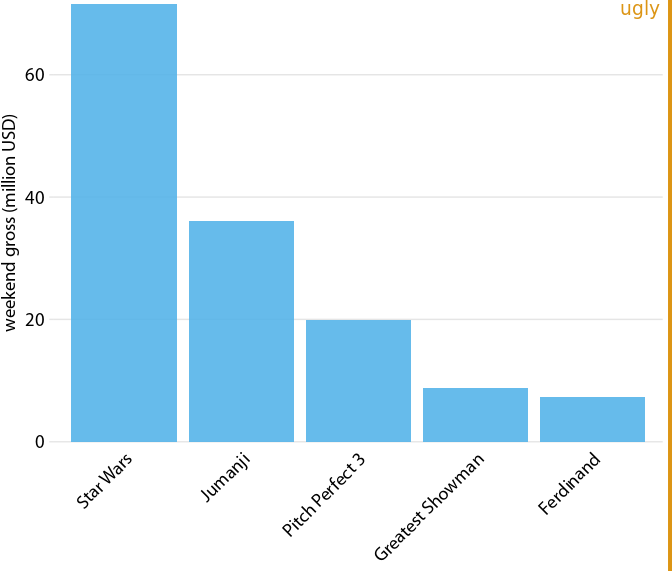 ugly
weekend gross (million USD)
60
40
20
0
Star Wars
Jumanji
Pitch Perfect 3
Greatest Showman
Ferdinand